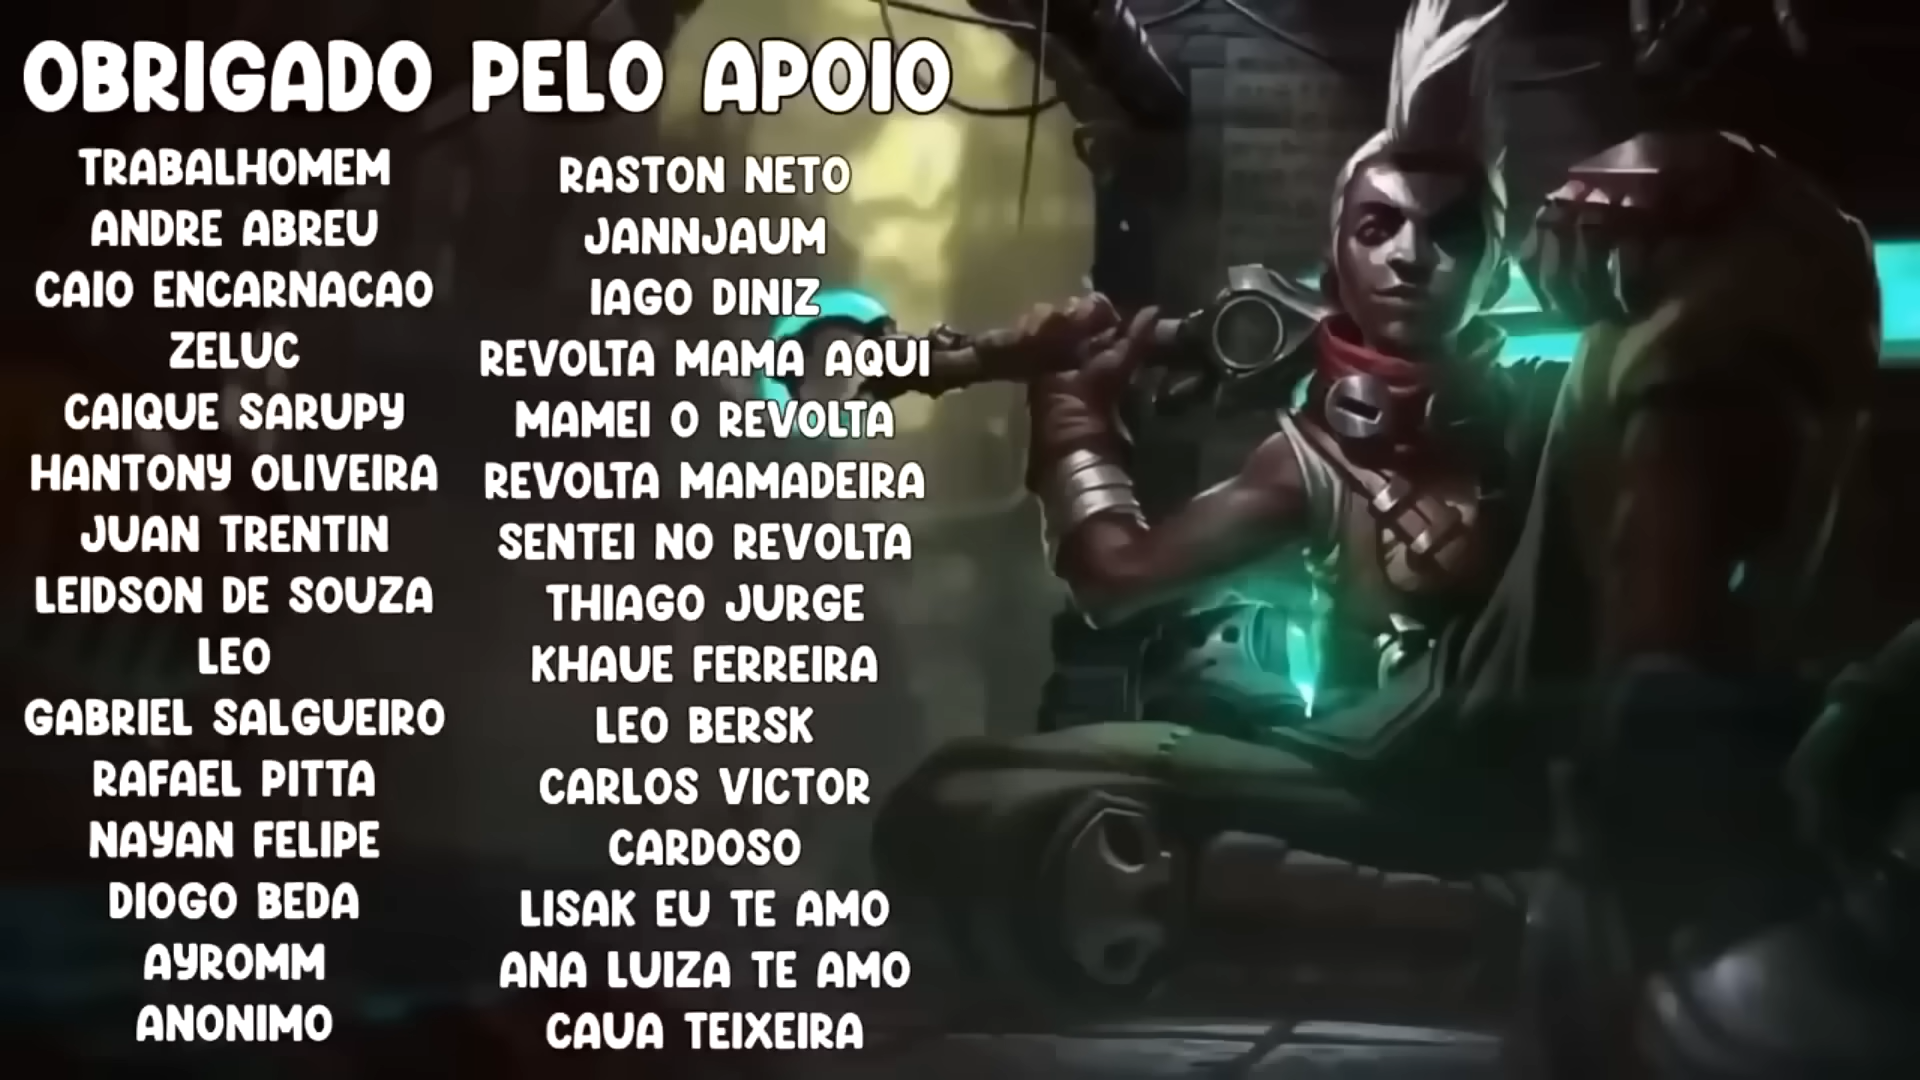 OBRIGADO PELO APOIO
TRABALHOMEM
ANDRE ABREU
CAIO ENCARNACAO
ZELUC
CAIQUE SARUPY
HANTONY OLIVEIRA
JUAN TRENTIN
LEIDSON DE SOUZA
LEO
GABRIEL SALGUEIRO
RAFAEL PITTA
NAYAN FELIPE
DIOGO BEDA
AYROMM
ANONIMO
RASTON NETO
JANNJAUM
IAGO DINIZ
REVOLTA MAMA AQUI
MAMEI O REVOLTA
REVOLTA MAMADEIRA
SENTEI NO REVOLTA
THIAGO JURGE
KHAUE FERREIRA
LEO BERSK
CARLOS VICTOR
CARDOSO
LISAK EU TE AMO
ANA LUIZA TE AMO
CAUA TEIXEIRA